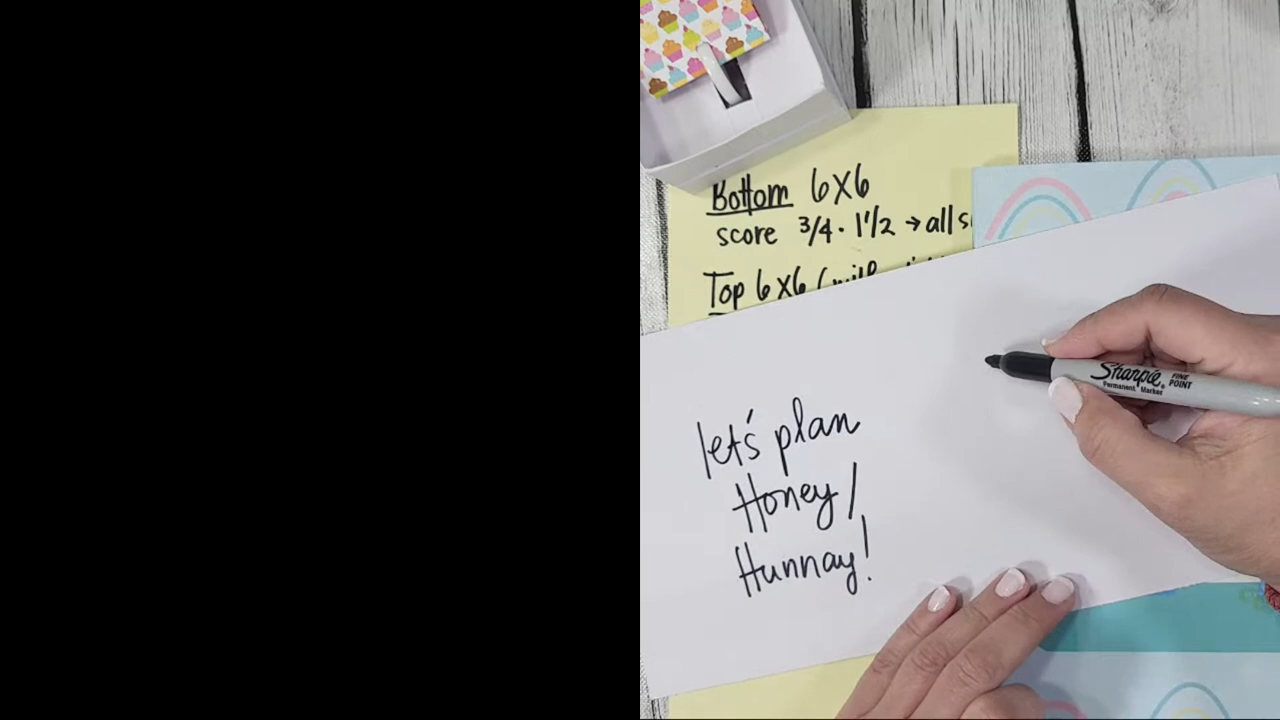 Bottom 6X6
score 3/4 · 1 1/2 → all
Top 6X6
let's plan
Honey/
Hunnay!
Sharpie® FINE POINT
Permanent Marker